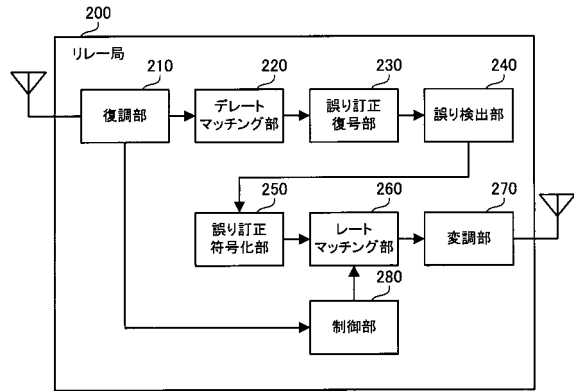 200
リレー局
210
220
230
240
復調部
デレート
マッチング部
誤り訂正
復号部
誤り検出部
250
260
270
誤り訂正
符号化部
レート
マッチング部
変調部
280
制御部